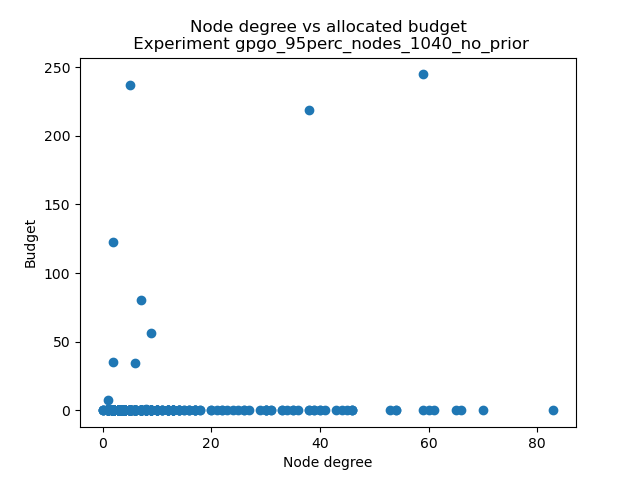 Node degree vs allocated budget
Experiment gpgo_95perc_nodes_1040_no_prior
250
200
150
100
50
0
Budget
0 20 40 60 80
Node degree